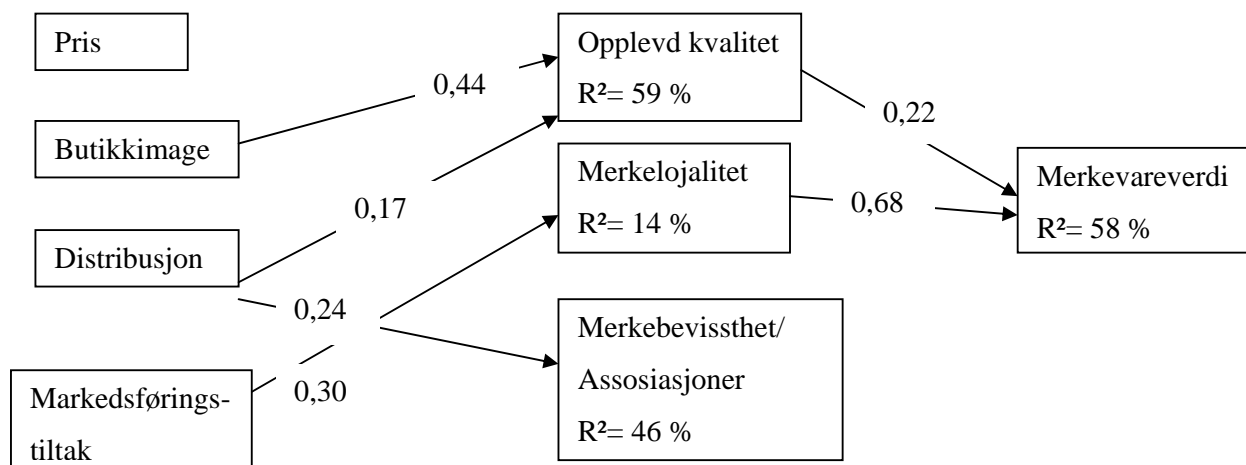 Pris
Butikkimage
Distribusjon
Markedsførings-
tiltak
0,44
0,17
0,24
0,30
Opplevd kvalitet
R²= 59 %
Merkelojalitet
R²= 14 %
Merkebevissthet/
Assosiasjoner
R²= 46 %
0,22
0,68
Merkevareverdi
R²= 58 %